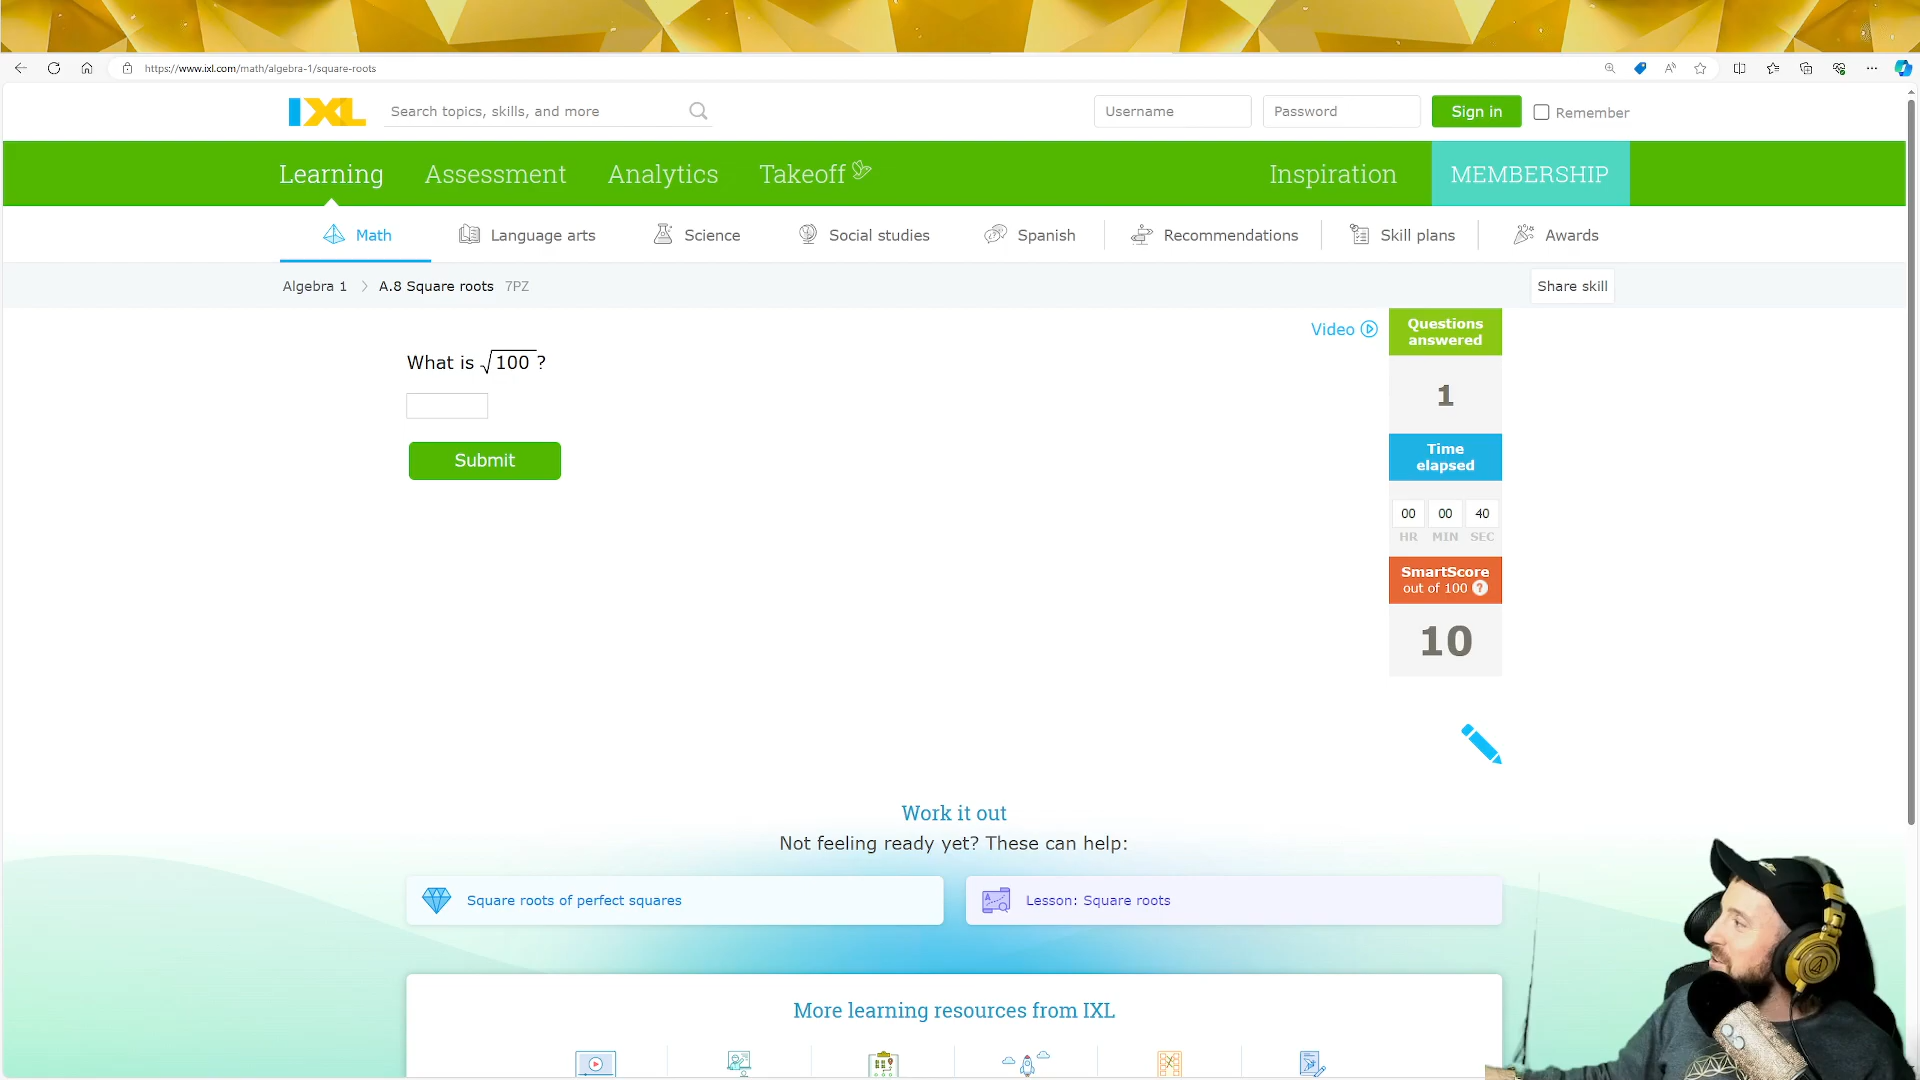 https://www.ixl.com/math/algebra-1/square-roots
IXL
Search topics, skills, and more
Username
Password
Sign in
Remember
Learning
Assessment
Analytics
Takeoff
Inspiration
MEMBERSHIP
Math
Language arts
Science
Social studies
Spanish
Recommendations
Skill plans
Awards
Algebra 1 > A.8 Square roots 7PZ
Share skill
Video
What is √100 ?
Submit
Questions
answered
1
Time
elapsed
00 00 40
HR MIN SEC
SmartScore
out of 100 ?
10
Work it out
Not feeling ready yet? These can help:
Square roots of perfect squares
Lesson: Square roots
More learning resources from IXL